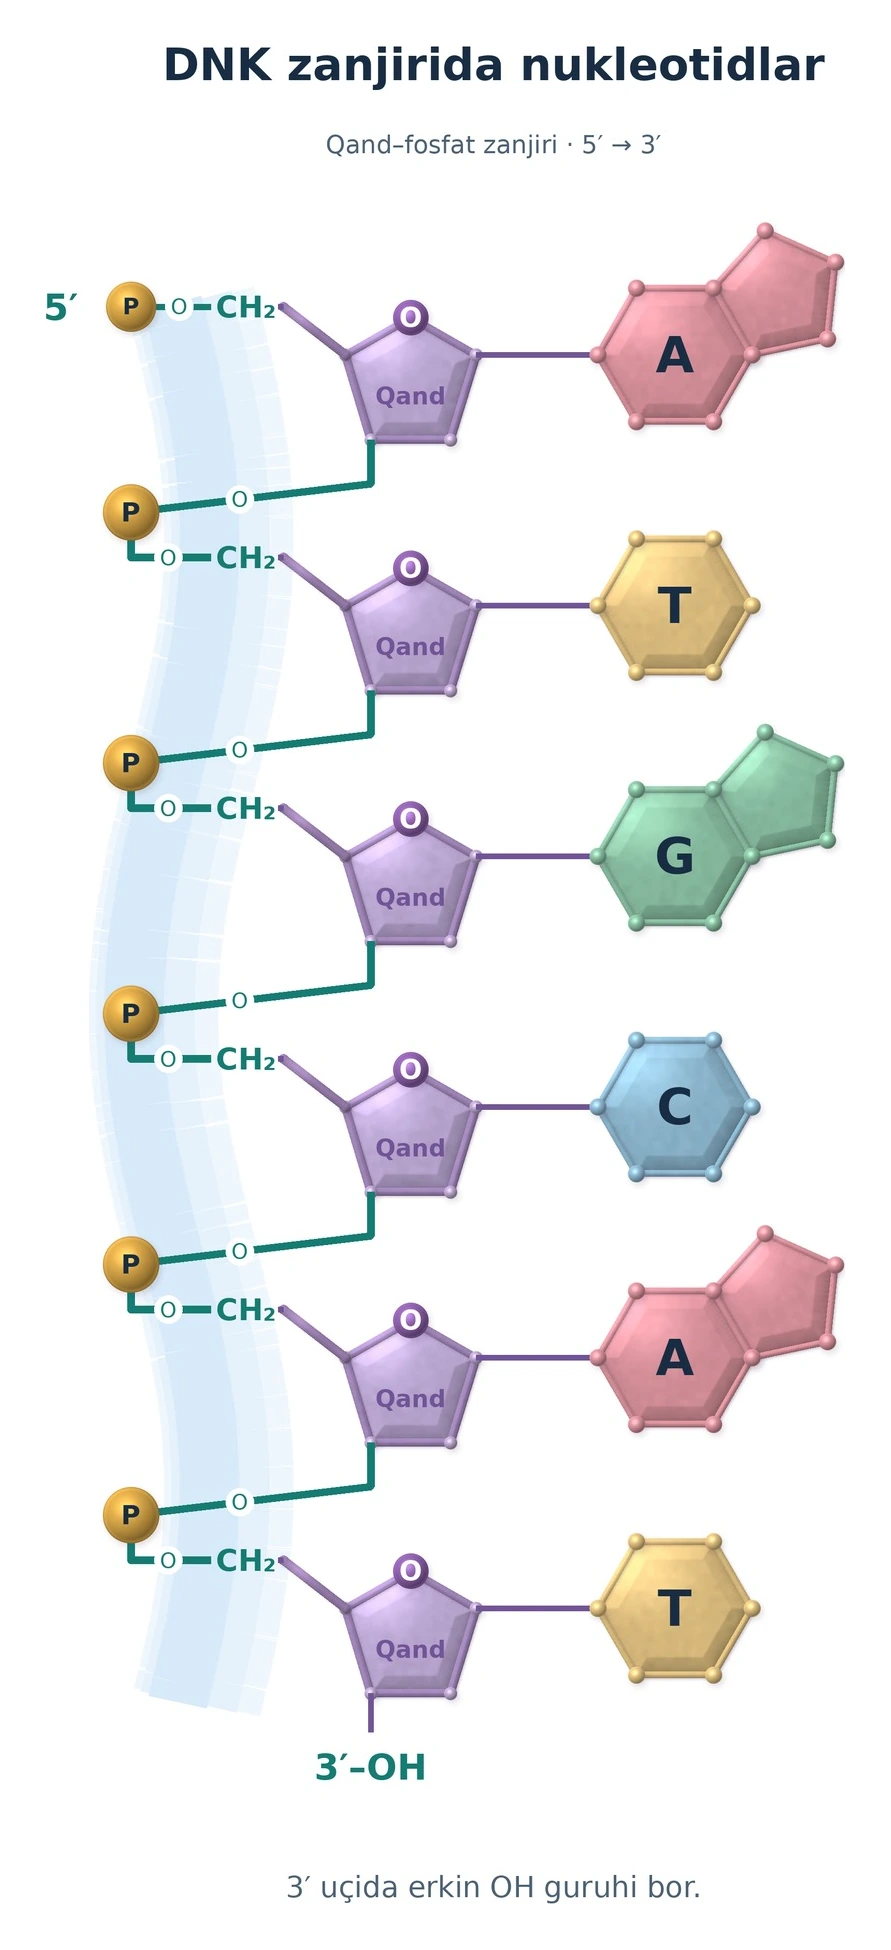 DNK zanjirida nukleotidlar
Qand–fosfat zanjiri · 5′ → 3′
5′ P O CH₂ O
Qand A
P O
O CH₂ O
Qand T
P O
O CH₂ O
Qand G
P O
O CH₂ O
Qand C
P O
O CH₂ O
Qand A
P O
O CH₂ O
Qand T
3′–OH
3′ uçida erkin OH guruhi bor.